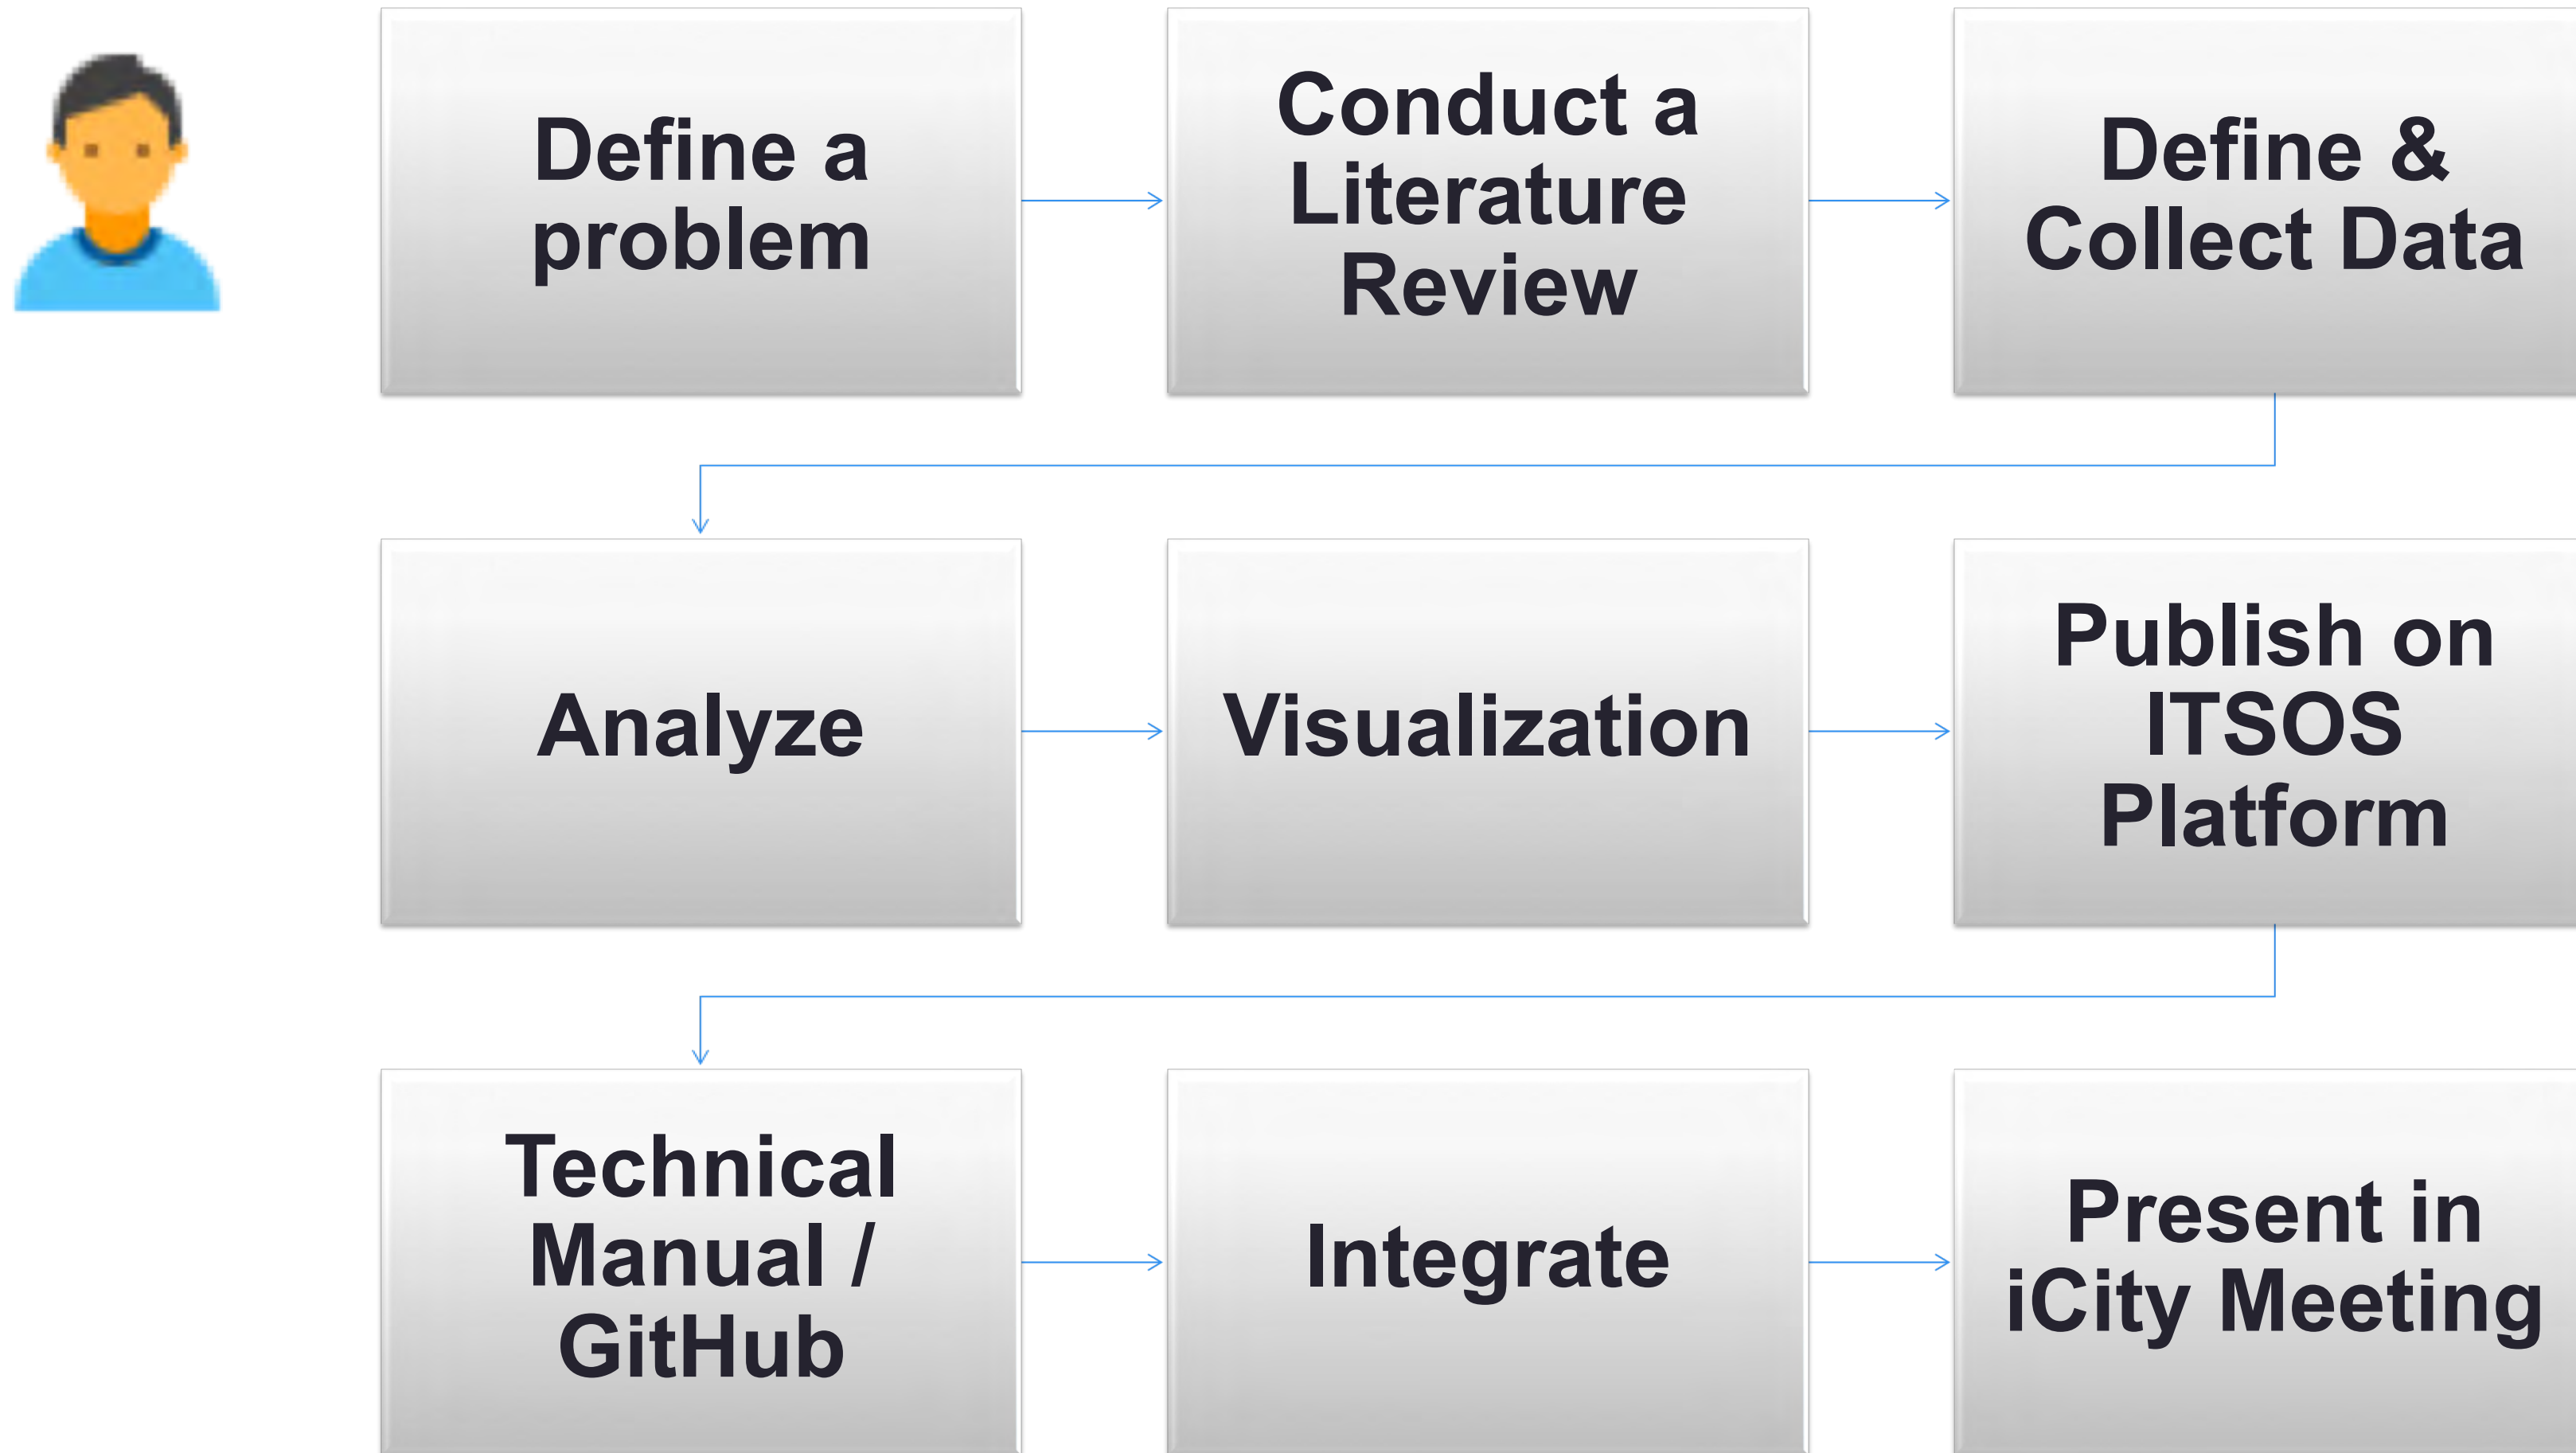 Define a
problem
Conduct a
Literature
Review
Define &
Collect Data
Analyze
Visualization
Publish on
ITSOS
Platform
Technical
Manual /
GitHub
Integrate
Present in
iCity Meeting